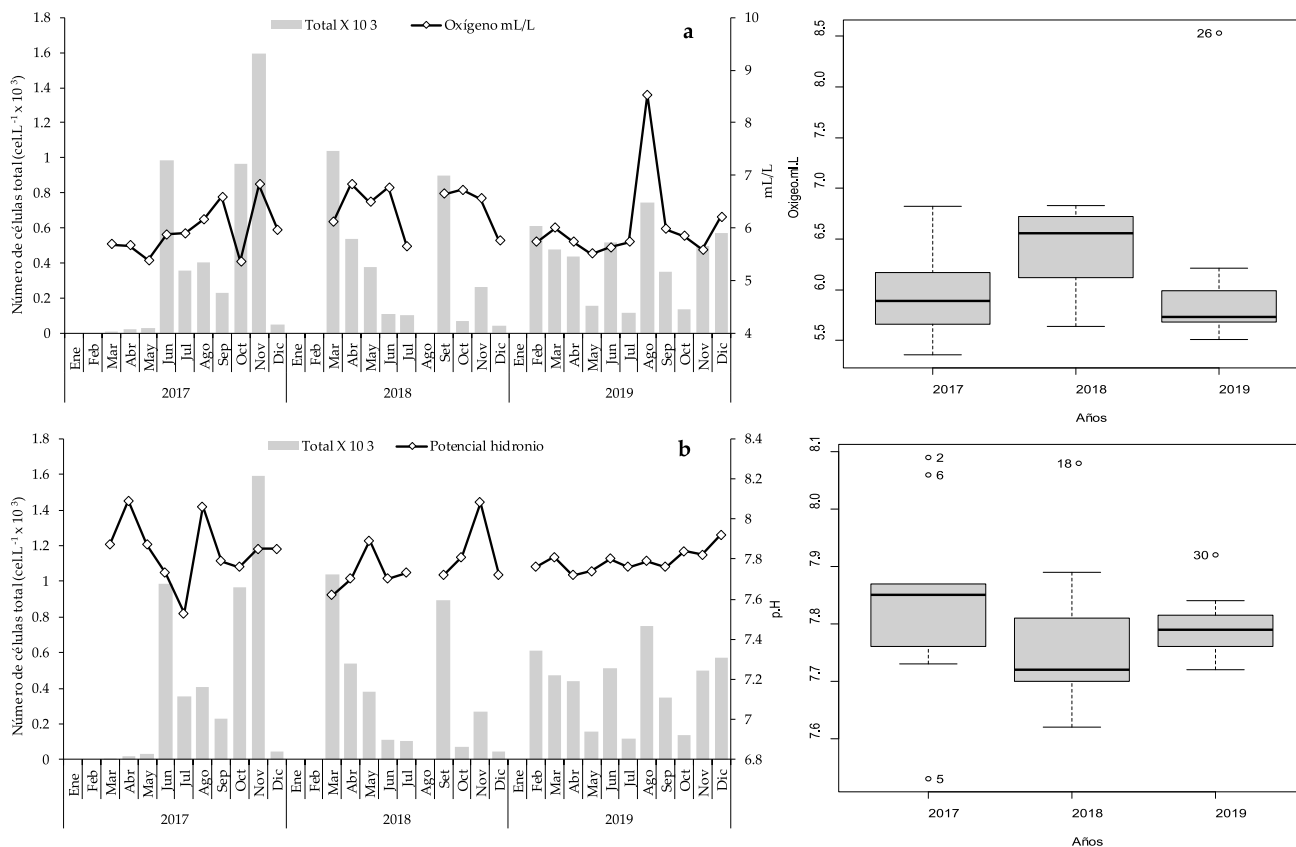 Total X 10 3
Oxígeno mL/L
a
Número de células total (cel.L⁻¹ x 10⁻³)
1.8
1.6
1.4
1.2
1
0.8
0.6
0.4
0.2
0
10
9
8
7
6
5
4
mL/L
Ene Feb Mar Abr May Jun Jul Ago Sep Oct Nov Dic Ene Feb Mar Abr May Jun Jul Ago Set Oct Nov Dic Ene Feb Mar Abr May Jun Jul Ago Sep Oct Nov Dic
2017 2018 2019
Oxigeo.ml.L
8.5
8.0
7.5
7.0
6.5
6.0
5.5
26
2017 2018 2019
Años
Total X 10 3
Potencial hidronio
b
Número de células total (cel.L⁻¹ x 10⁻³)
1.8
1.6
1.4
1.2
1
0.8
0.6
0.4
0.2
0
8.4
8.2
8
7.8
7.6
7.4
7.2
7
6.8
Ene Feb Mar Abr May Jun Jul Ago Sep Oct Nov Dic Ene Feb Mar Abr May Jun Jul Ago Set Oct Nov Dic Ene Feb Mar Abr May Jun Jul Ago Sep Oct Nov Dic
2017 2018 2019
p.H
8.1
8.0
7.9
7.8
7.7
7.6
2
6
5
18
30
2017 2018 2019
Años